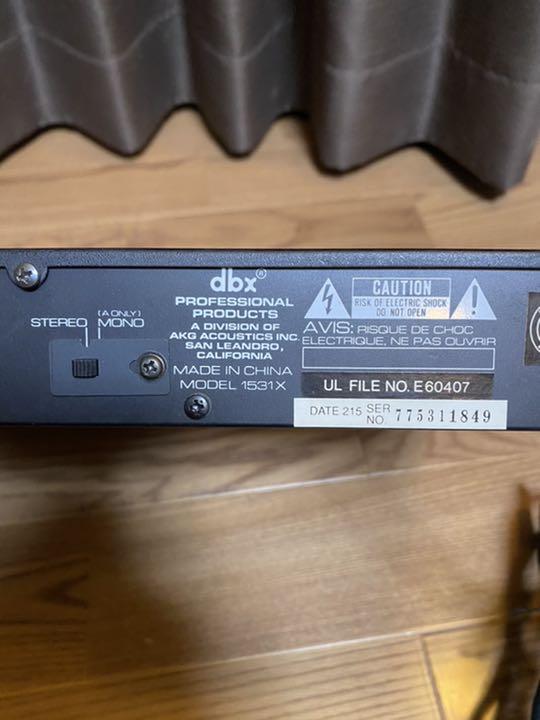 dbx®
PROFESSIONAL
PRODUCTS
A DIVISION OF
AKG ACOUSTICS INC.
SAN LEANDRO,
CALIFORNIA
MADE IN CHINA
MODEL 1531X
(A ONLY)
STEREO MONO
CAUTION
RISK OF ELECTRIC SHOCK
DO NOT OPEN
AVIS: RISQUE DE CHOC
ELECTRIQUE, NE PAS OUVRIR
UL FILE NO. E60407
DATE 215 SER NO. 775311849